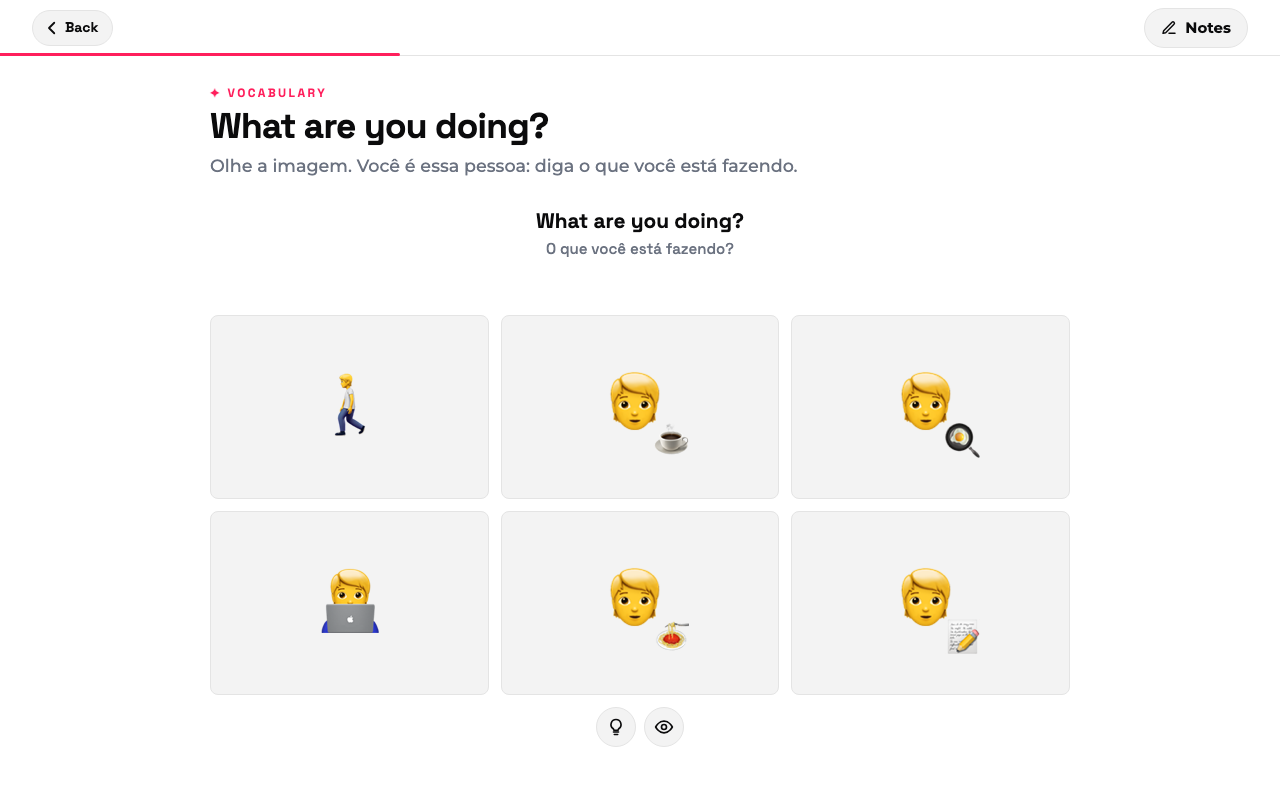 Back
Notes
VOCABULARY
What are you doing?
Olhe a imagem. Você é essa pessoa: diga o que você está fazendo.
What are you doing?
O que você está fazendo?